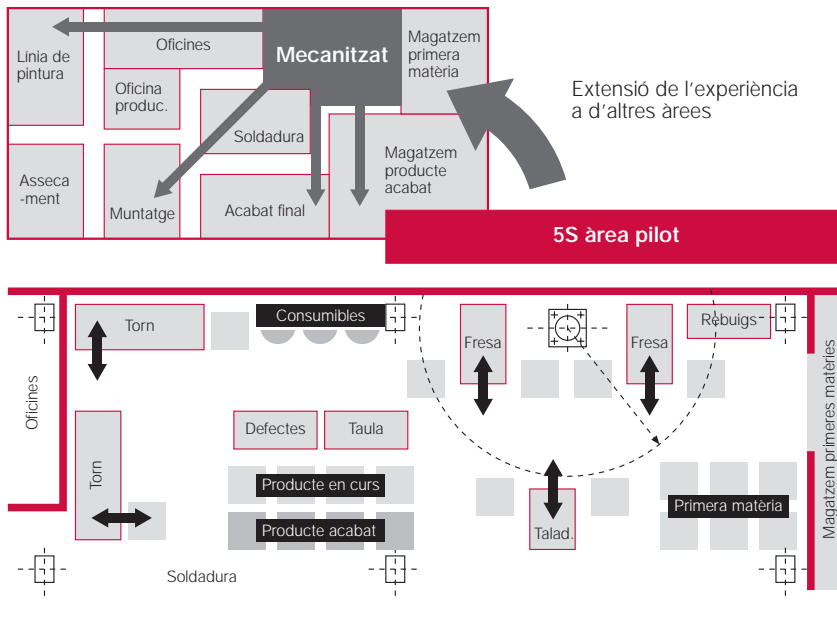 Línia de
pintura
Oficines
Mecanitzat
Magatzem
primera
matèria
Oficina
produc.
Soldadura
Magatzem
producte
acabat
Asseca
-ment
Muntatge
Acabat final
Extensió de l'experiència
a d'altres àrees
5S àrea pilot
Oficines
Torn
Consumibles
Fresa
Fresa
Rebuigs
Torn
Defectes
Taula
Producte en curs
Producte acabat
Talad.
Primera matèria
Magatzem primeres matèries
Soldadura